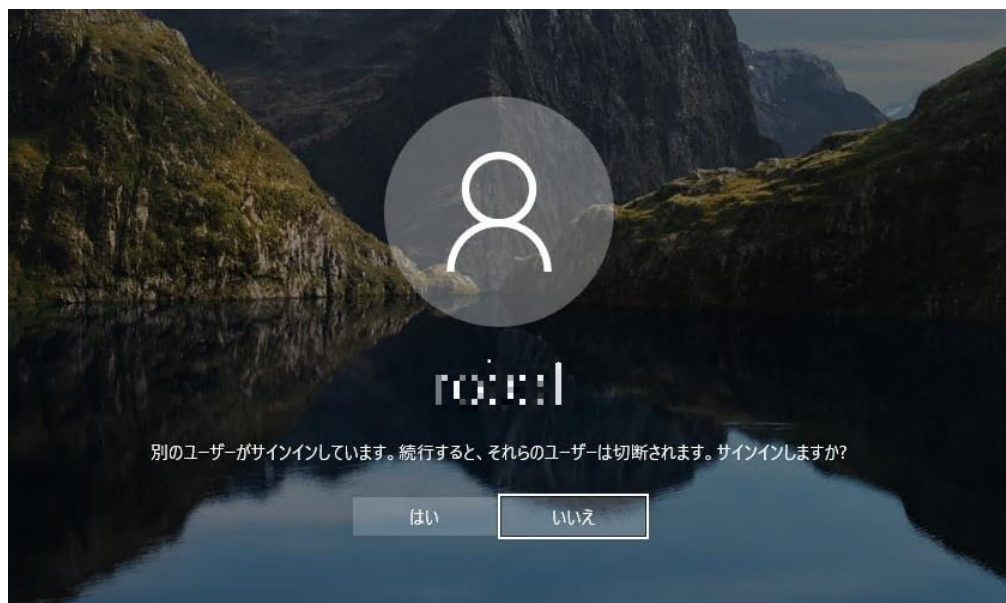 別のユーザーがサインインしています。続行すると、それらのユーザーは切断されます。サインインしますか?
はい
いいえ